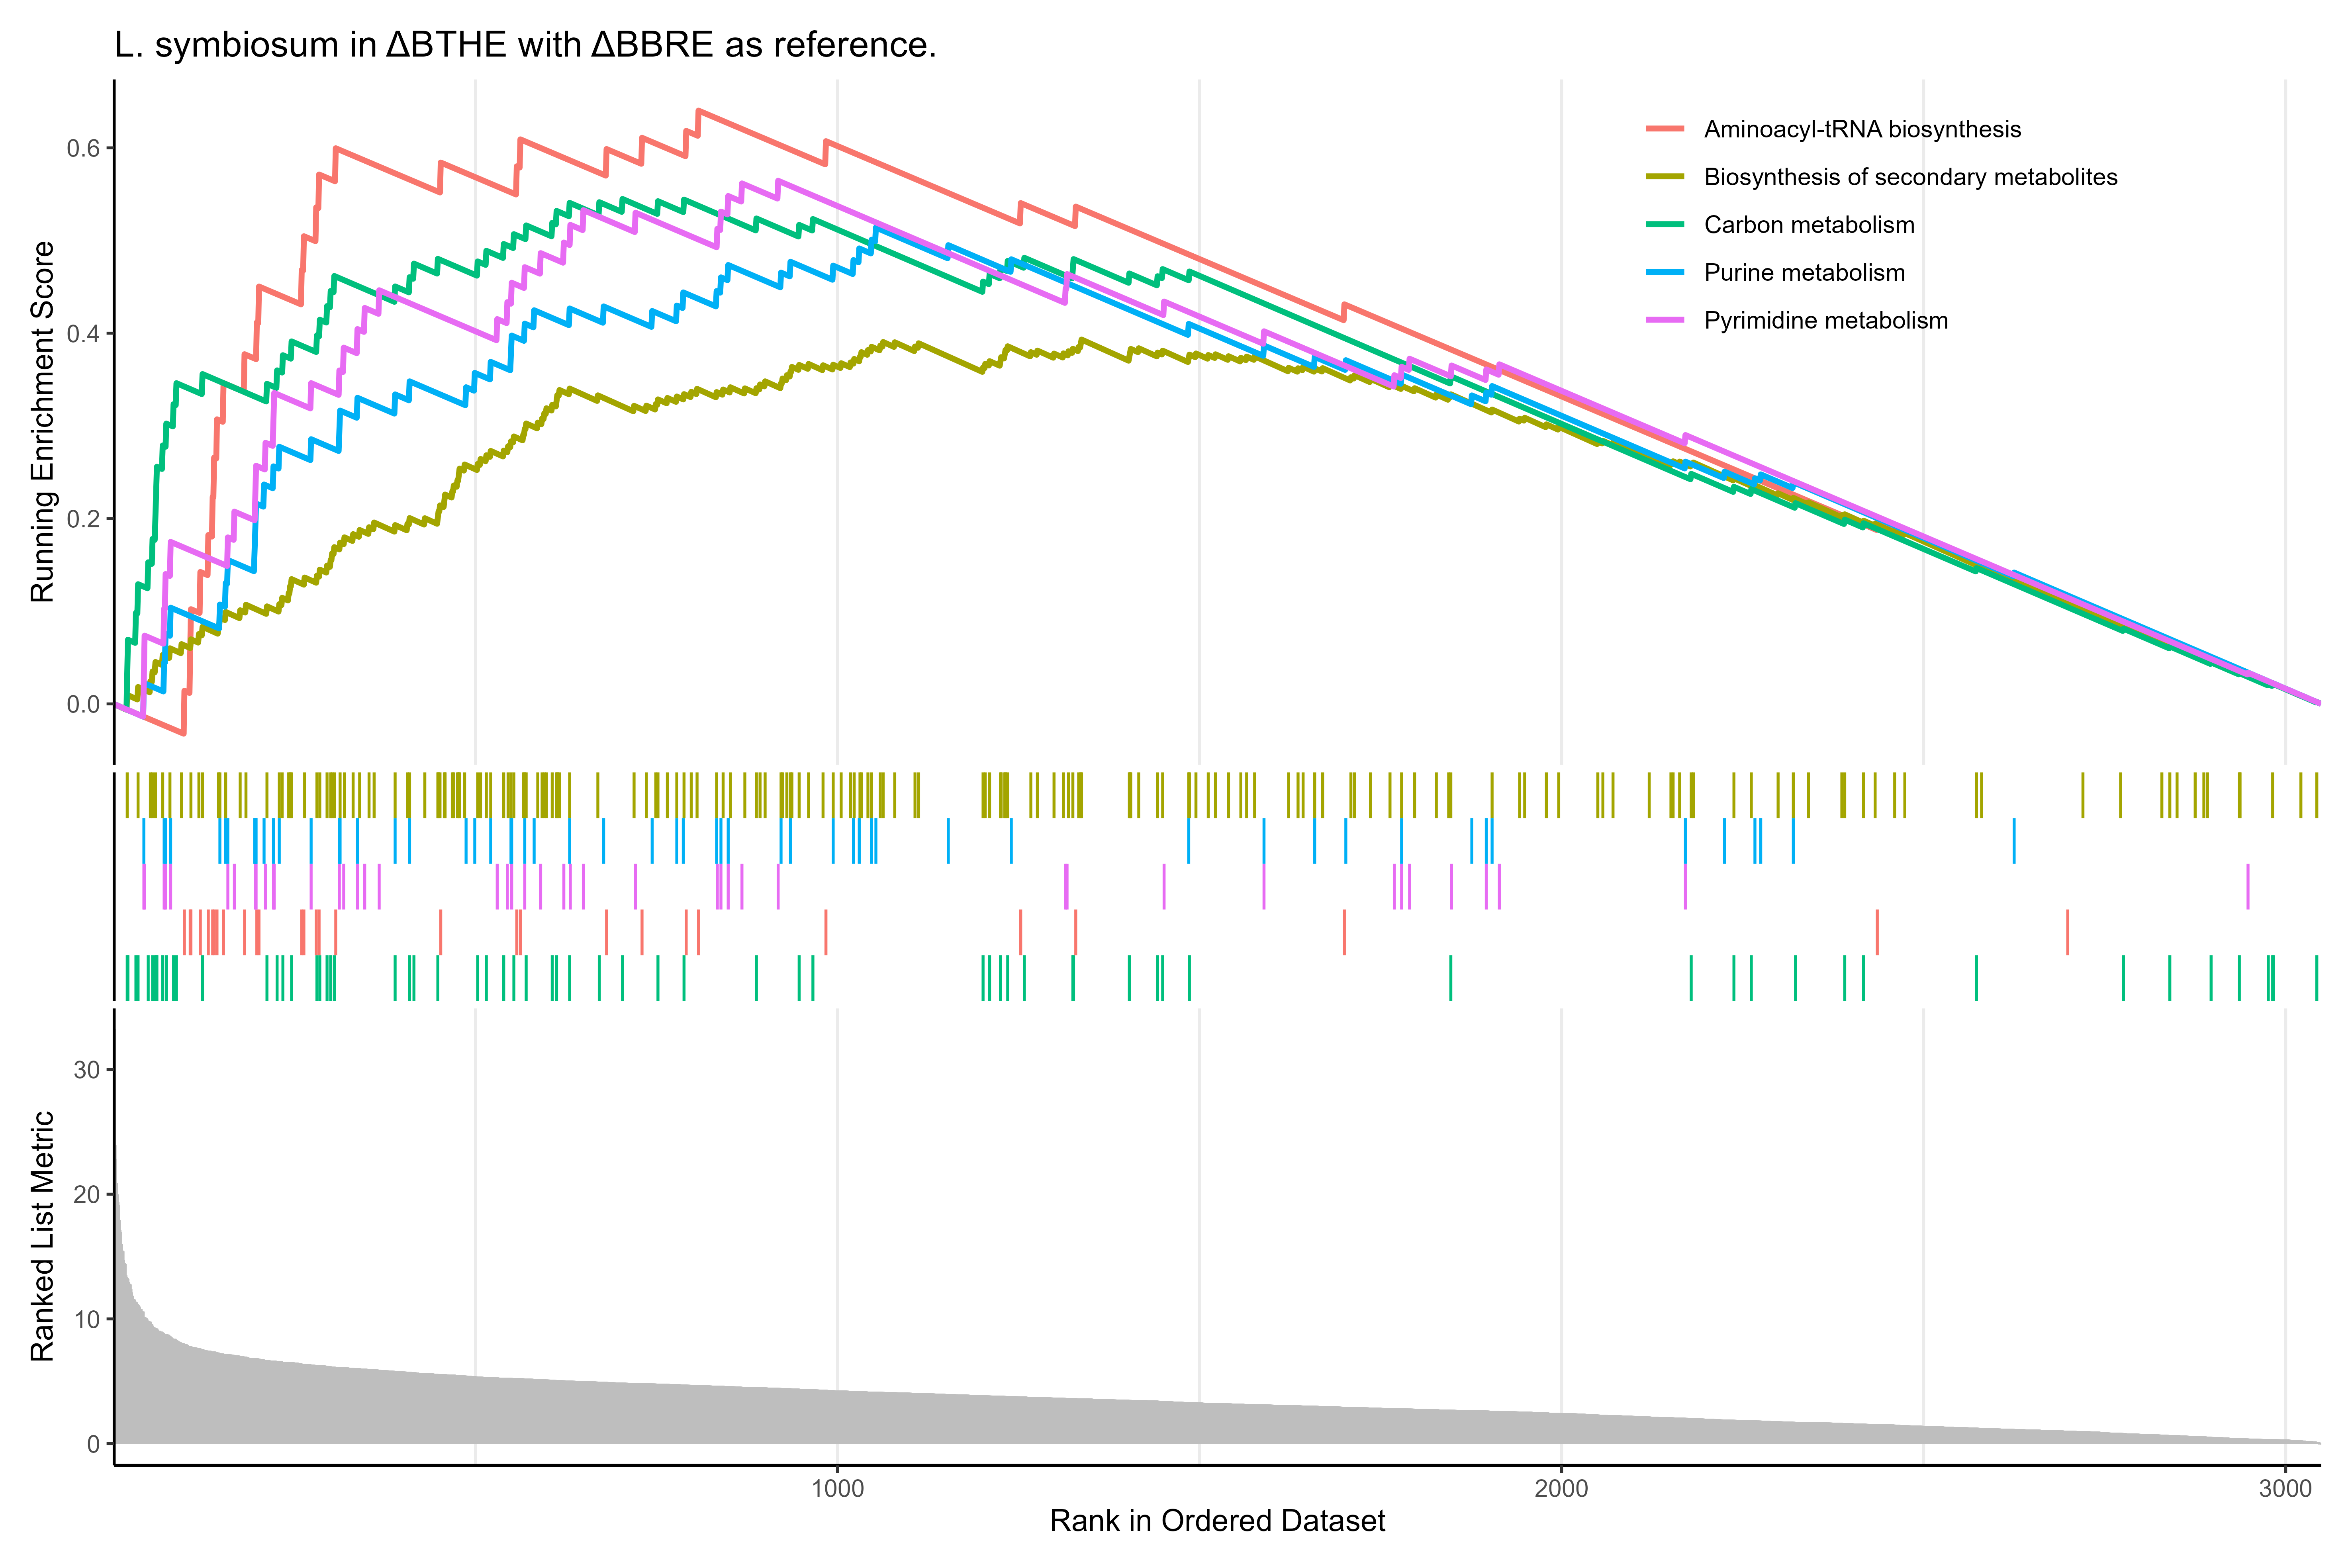 L. symbiosum in ΔBTHE with ΔBBRE as reference.
Running Enrichment Score
0.6
0.4
0.2
0.0
Aminoacyl-tRNA biosynthesis
Biosynthesis of secondary metabolites
Carbon metabolism
Purine metabolism
Pyrimidine metabolism
Ranked List Metric
30
20
10
0
1000
2000
3000
Rank in Ordered Dataset